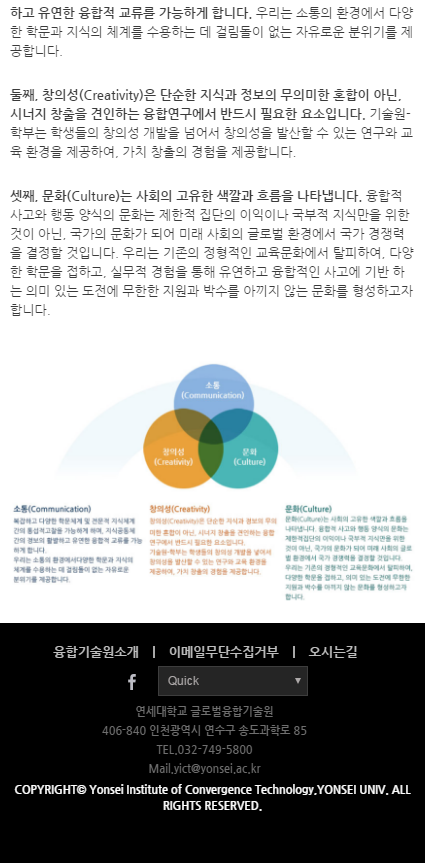 하고 유연한 융합적 교류를 가능하게 합니다. 우리는 소통의 환경에서 다양
한 학문과 지식의 체계를 수용하는 데 걸림돌이 없는 자유로운 분위기를 제
공합니다.
둘째, 창의성(Creativity)은 단순한 지식과 정보의 무의미한 혼합이 아닌,
시너지 창출을 견인하는 융합연구에서 반드시 필요한 요소입니다. 기술원-
학부는 학생들의 창의성 개발을 넘어서 창의성을 발산할 수 있는 연구와 교
육 환경을 제공하여, 가치 창출의 경험을 제공합니다.
셋째, 문화(Culture)는 사회의 고유한 색깔과 흐름을 나타냅니다. 융합적
사고와 행동 양식의 문화는 제한적 집단의 이익이나 국부적 지식만을 위한
것이 아닌, 국가의 문화가 되어 미래 사회의 글로벌 환경에서 국가 경쟁력
을 결정할 것입니다. 우리는 기존의 정형적인 교육문화에서 탈피하여, 다양
한 학문을 접하고, 실무적 경험을 통해 유연하고 융합적인 사고에 기반 하
는 의미 있는 도전에 무한한 지원과 박수를 아끼지 않는 문화를 형성하고자
합니다.
소통
(Communication)
창의성
(Creativity)
문화
(Culture)
소통(Communication)
복잡하고 다양한 학문체계 및 전문적 지식체계
간의 통섭적고찰을 가능하게 하며, 지식공동체
간의 정보의 활발하고 유연한 융합적 교류를 가능
하게 합니다.
우리는 소통의 환경에서다양한 학문과 지식의
체계를 수용하는 데 걸림돌이 없는 자유로운
분위기를 제공합니다.
창의성(Creativity)
창의성(Creativity)은 단순한 지식과 정보의 무의
미한 혼합이 아닌, 시너지 창출을 견인하는 융합
연구에서 반드시 필요한 요소입니다.
기술원-학부는 학생들의 창의성 개발을 넘어서
창의성을 발산할 수 있는 연구와 교육 환경을
제공하여, 가치 창출의 경험을 제공합니다.
문화(Culture)
문화(Culture)는 사회의 고유한 색깔과 흐름을
나타냅니다. 융합적 사고와 행동 양식의 문화는
제한적집단의 이익이나 국부적 지식만을 위한
것이 아닌, 국가의 문화가 되어 미래 사회의 글로
벌 환경에서 국가 경쟁력을 결정할 것입니다.
우리는 기존의 정형적인 교육문화에서 탈피하여,
다양한 학문을 접하고, 의미 있는 도전에 무한한
지원과 박수를 아끼지 않는 문화를 형성하고자
합니다.
융합기술원소개 | 이메일무단수집거부 | 오시는길
f Quick
연세대학교 글로벌융합기술원
406-840 인천광역시 연수구 송도과학로 85
TEL.032-749-5800
Mail.yict@yonsei.ac.kr
COPYRIGHT© Yonsei Institute of Convergence Technology.YONSEI UNIV. ALL
RIGHTS RESERVED.